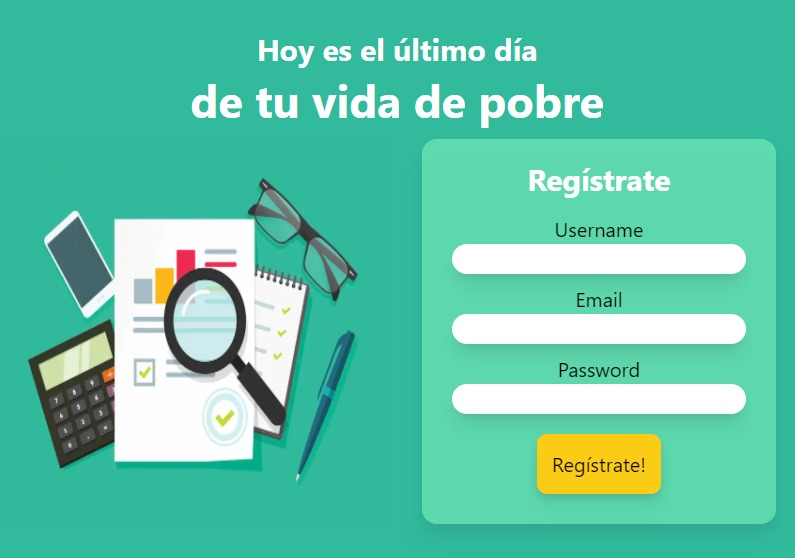 Hoy es el último día
de tu vida de pobre
Regístrate
Username
Email
Password
Regístrate!